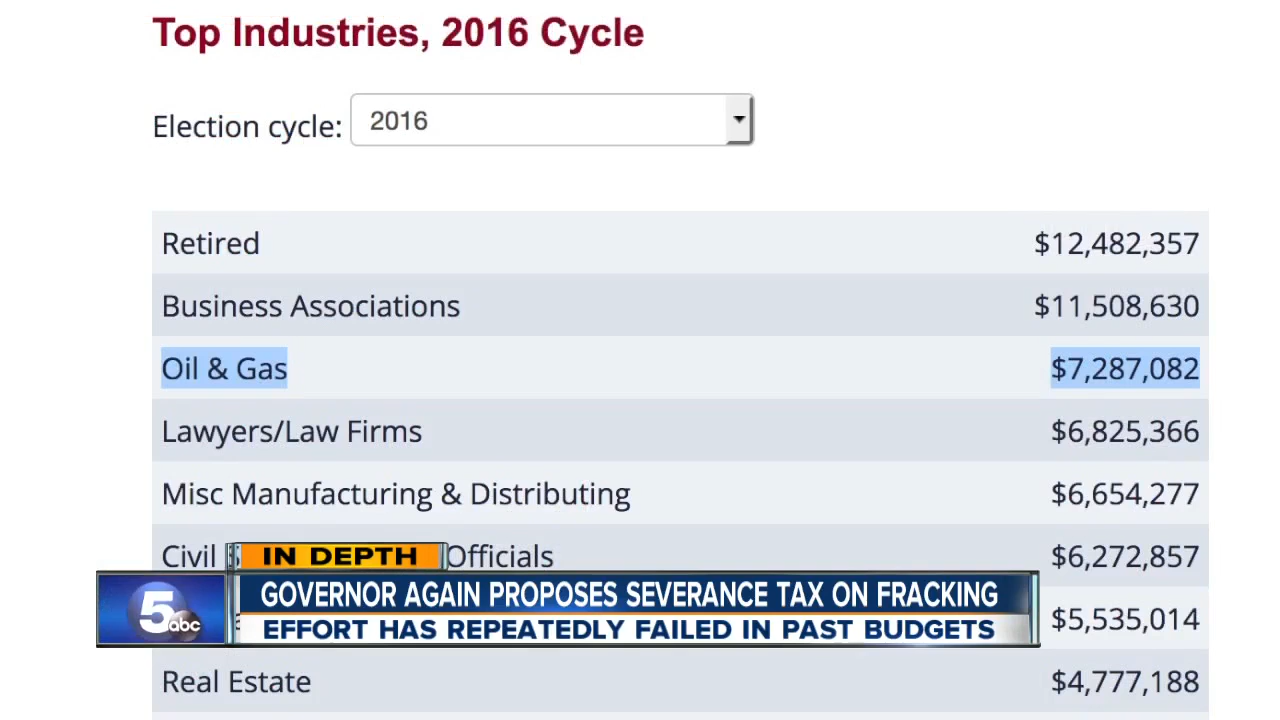 Top Industries, 2016 Cycle
Election cycle: 2016
Retired $12,482,357
Business Associations $11,508,630
Oil & Gas $7,287,082
Lawyers/Law Firms $6,825,366
Misc Manufacturing & Distributing $6,654,277
Civil Officials $6,272,857
IN DEPTH
GOVERNOR AGAIN PROPOSES SEVERANCE TAX ON FRACKING
5abc EFFORT HAS REPEATEDLY FAILED IN PAST BUDGETS
$5,535,014
Real Estate $4,777,188